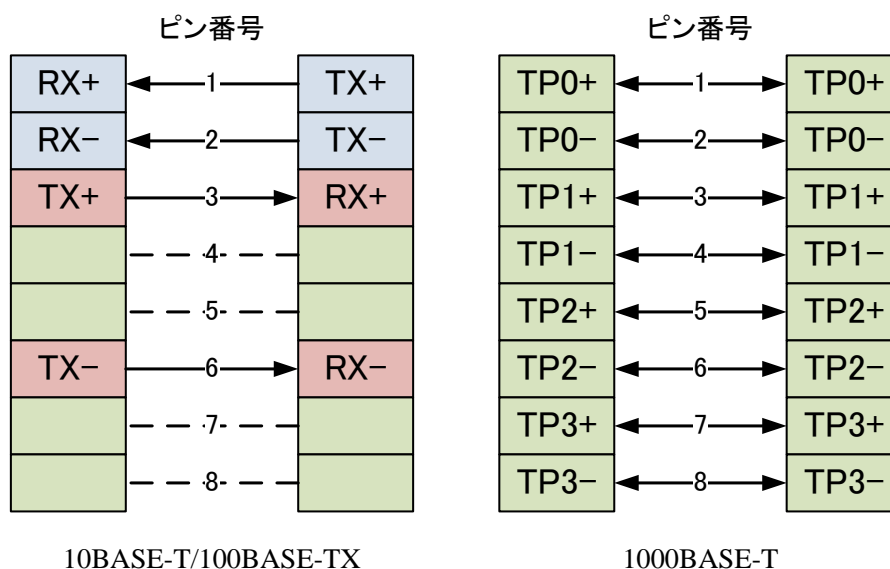 ピン番号
RX+ 1 TX+
RX− 2 TX−
TX+ 3 RX+
4
5
TX− 6 RX−
7
8
10BASE-T/100BASE-TX
ピン番号
TP0+ 1 TP0+
TP0− 2 TP0−
TP1+ 3 TP1+
TP1− 4 TP1−
TP2+ 5 TP2+
TP2− 6 TP2−
TP3+ 7 TP3+
TP3− 8 TP3−
1000BASE-T